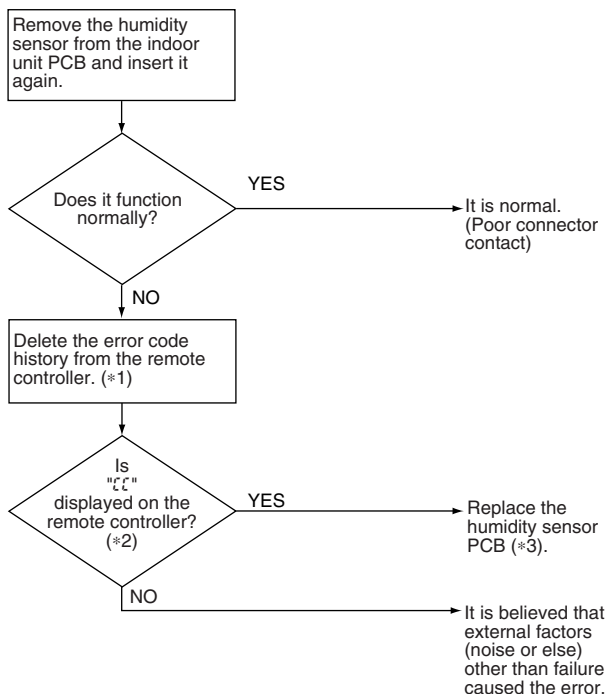 Remove the humidity
sensor from the indoor
unit PCB and insert it
again.
Does it function
normally?
YES
It is normal.
(Poor connector
contact)
NO
Delete the error code
history from the remote
controller. (*1)
Is
"CC"
displayed on the
remote controller?
(*2)
YES
Replace the
humidity sensor
PCB (*3).
NO
It is believed that
external factors
(noise or else)
other than failure
caused the error.